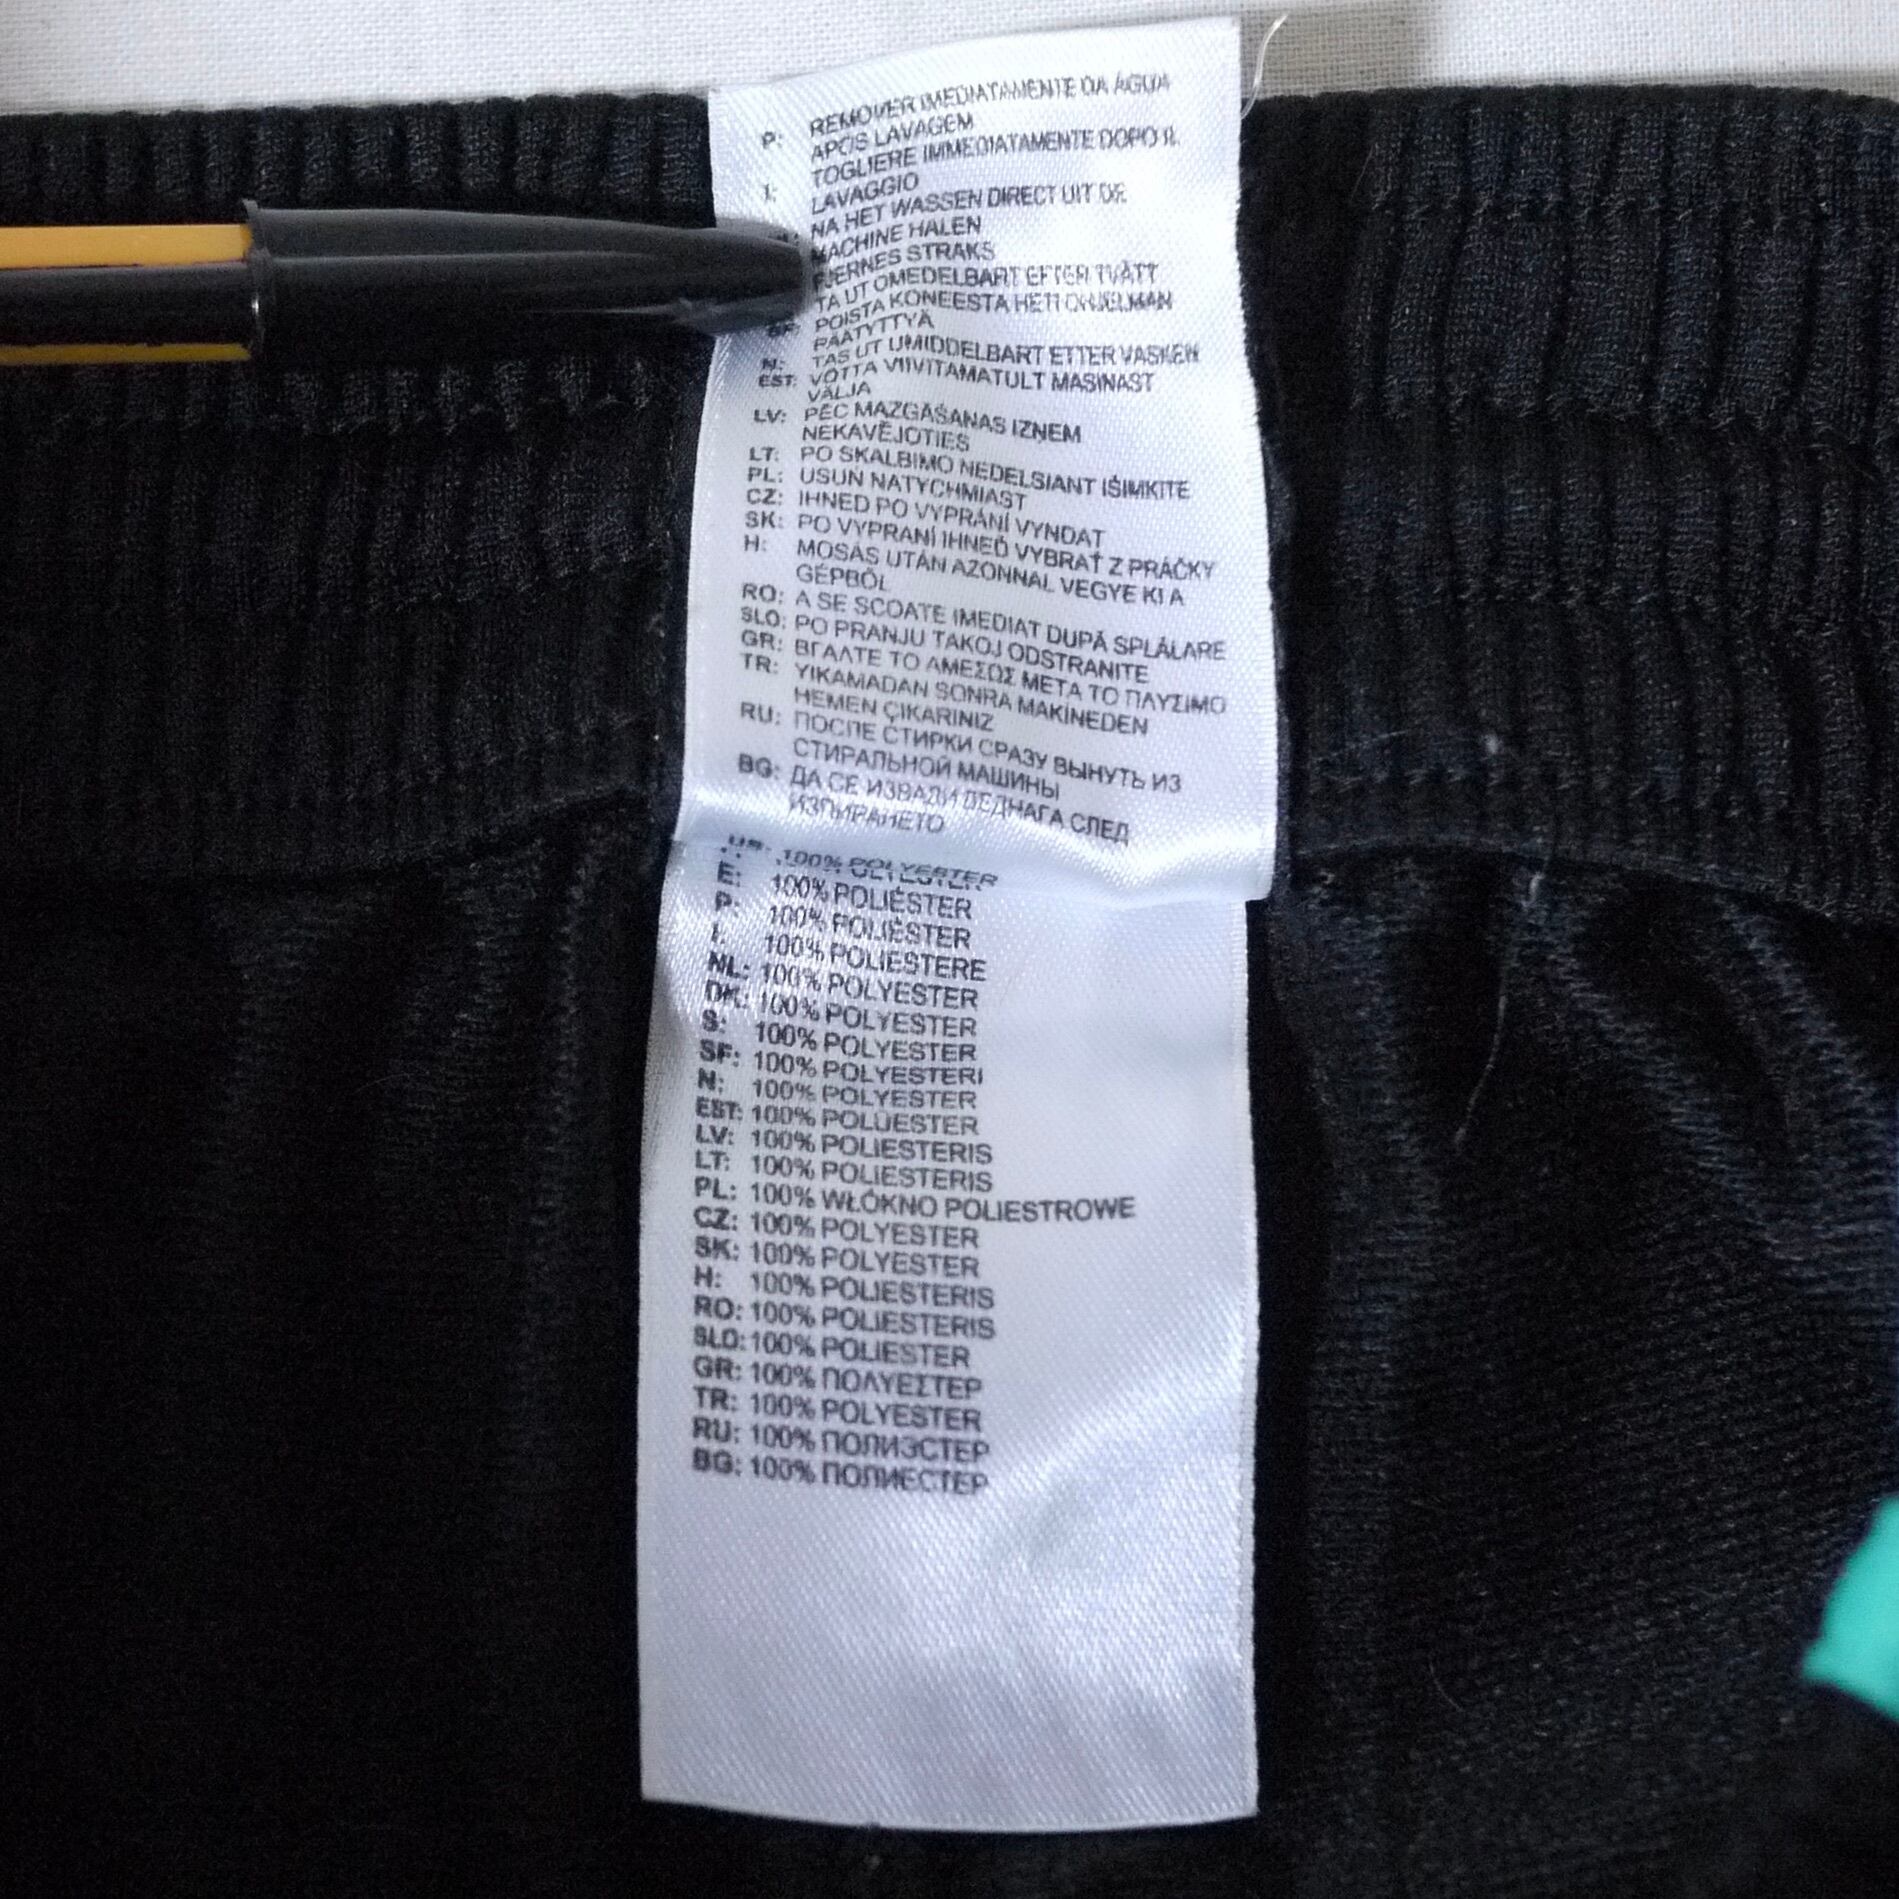 P: REMOVER IMEDIATAMENTE DA ÁGUA
APOS LAVAGEM
I: TOGLIERE IMMEDIATAMENTE DOPO IL
LAVAGGIO
NA HET WASSEN DIRECT UIT DE
MACHINE HALEN
FJERNES STRAKS
TA UT OMEDELBART EFTER TVÄTT
SF: POISTA KONEESTA HETI OHJELMAN
PÄÄTYTTYÄ
N: TAS UT UMIDDELBART ETTER VASKEN
EST: VÕTTA VIIVITAMATULT MASINAST
VÄLJA
LV: PĒC MAZGĀŠANAS IZŅEM
NEKAVĒJOTIES
LT: PO SKALBIMO NEDELSIANT IŠIMKITE
PL: USUŃ NATYCHMIAST
CZ: IHNED PO VYPRÁNÍ VYNDAT
SK: PO VYPRANÍ IHNEĎ VYBRAŤ Z PRÁČKY
H: MOSÁS UTÁN AZONNAL VEGYE KI A
GÉPBŐL
RO: A SE SCOATE IMEDIAT DUPĂ SPĂLARE
SLO: PO PRANJU TAKOJ ODSTRANITE
GR: ΒΓΑΛΤΕ ΤΟ ΑΜΕΣΩΣ ΜΕΤΑ ΤΟ ΠΛΥΣΙΜΟ
TR: YIKAMADAN SONRA MAKİNEDEN
HEMEN ÇIKARINIZ
RU: ПОСЛЕ СТИРКИ СРАЗУ ВЫНУТЬ ИЗ
СТИРАЛЬНОЙ МАШИНЫ
BG: ДА СЕ ИЗВАДИ ВЕДНАГА СЛЕД
ИЗПИРАНЕТО
100% POLYESTER
E: 100% POLIÉSTER
P: 100% POLIÉSTER
I: 100% POLIESTERE
NL: 100% POLYESTER
DK: 100% POLYESTER
S: 100% POLYESTER
SF: 100% POLYESTERI
N: 100% POLYESTER
EST: 100% POLÜESTER
LV: 100% POLIESTERIS
LT: 100% POLIESTERIS
PL: 100% WŁÓKNO POLIESTROWE
CZ: 100% POLYESTER
SK: 100% POLYESTER
H: 100% POLIESTERIS
RO: 100% POLIESTERIS
SLO: 100% POLIESTER
GR: 100% ΠΟΛΥΕΣΤΕΡ
TR: 100% POLYESTER
RU: 100% ПОЛИЭСТЕР
BG: 100% ПОЛИЕСТЕР